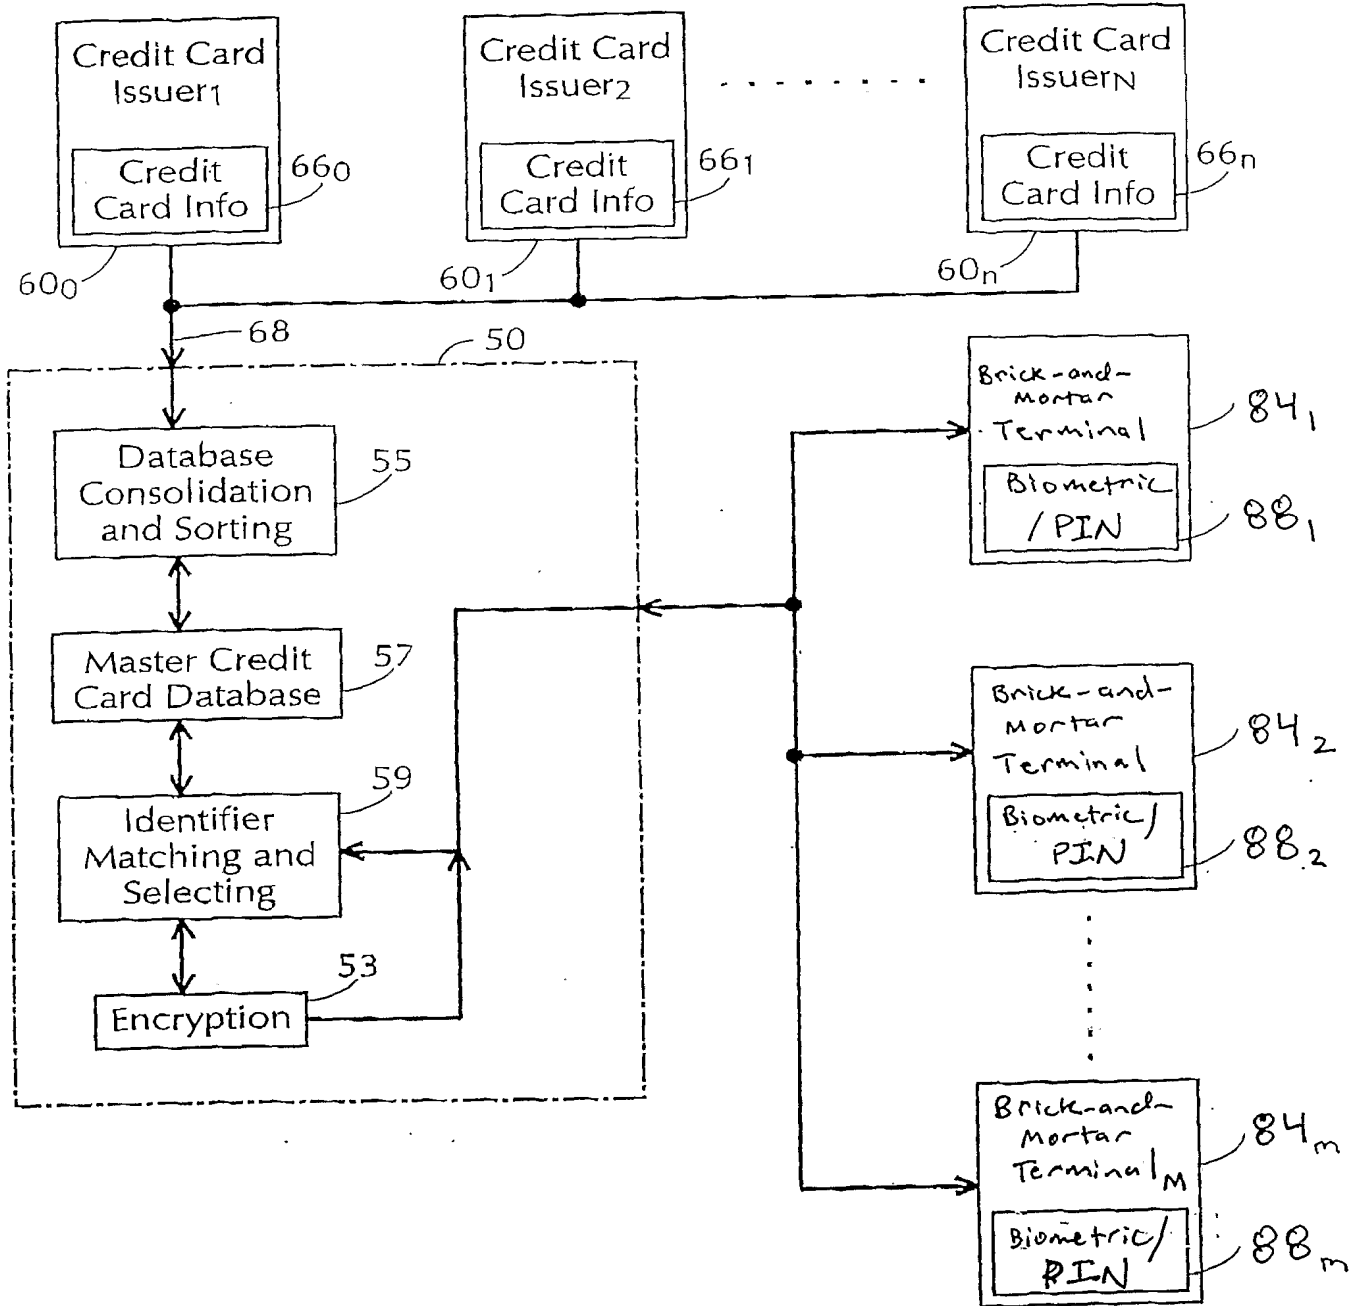 Credit Card
Issuer1
Credit
Card Info
660
600
Credit Card
Issuer2
Credit
Card Info
661
601
Credit Card
IssuerN
Credit
Card Info
66n
60n
68
50
Database
Consolidation
and Sorting
55
Master Credit
Card Database
57
Identifier
Matching and
Selecting
59
Encryption
53
Brick-and-
Mortar
Terminal
Biometric
/PIN
841
881
Brick-and-
Mortar
Terminal
Biometric/
PIN
842
882
Brick-and-
Mortar
TerminalM
Biometric/
PIN
84m
88m